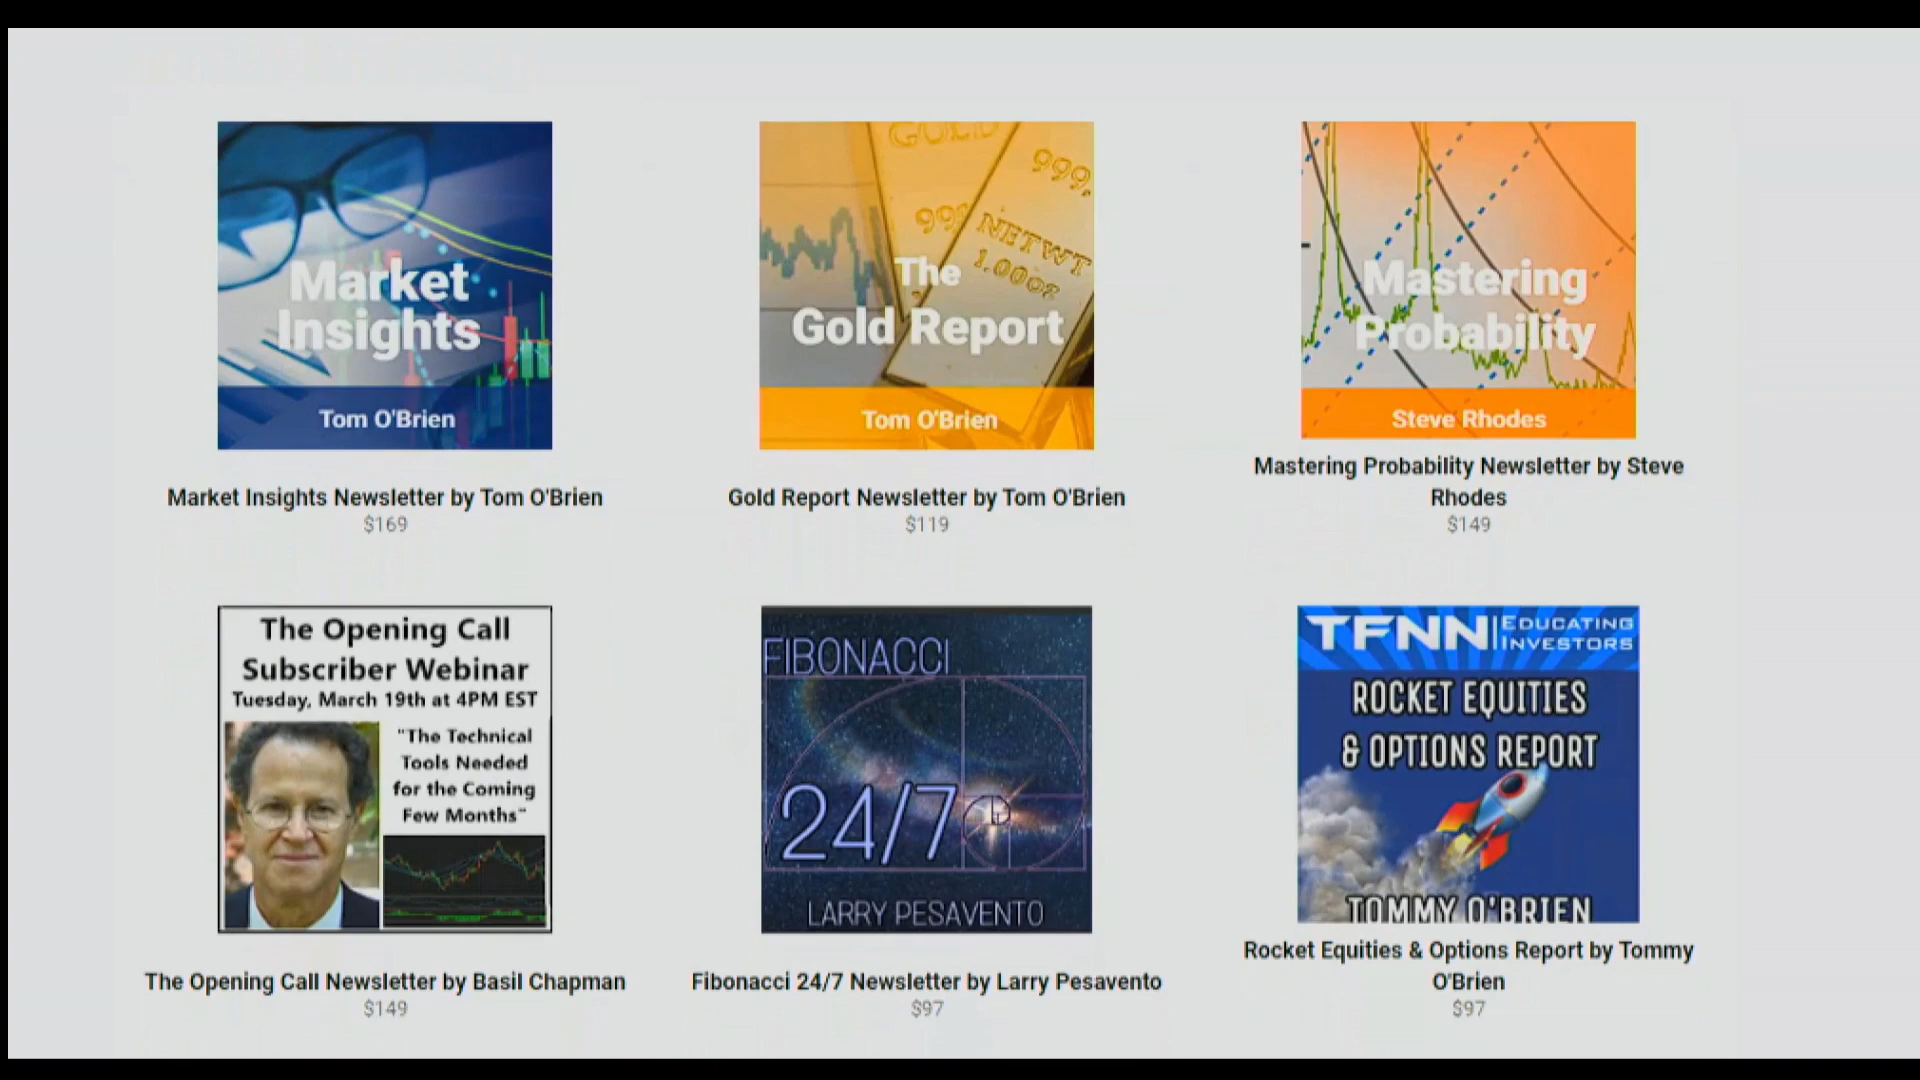 Market
Insights
Tom O'Brien
Market Insights Newsletter by Tom O'Brien
$169
GOLD
999,
999
NETWT
1.00oz
The
Gold Report
Tom O'Brien
Gold Report Newsletter by Tom O'Brien
$119
Mastering
Probability
Steve Rhodes
Mastering Probability Newsletter by Steve
Rhodes
$149
The Opening Call
Subscriber Webinar
Tuesday, March 19th at 4PM EST
"The Technical
Tools Needed
for the Coming
Few Months"
The Opening Call Newsletter by Basil Chapman
$149
FIBONACCI
24/7
LARRY PESAVENTO
Fibonacci 24/7 Newsletter by Larry Pesavento
$97
TFNN EDUCATING
INVESTORS
ROCKET EQUITIES
& OPTIONS REPORT
TOMMY O'BRIEN
Rocket Equities & Options Report by Tommy
O'Brien
$97